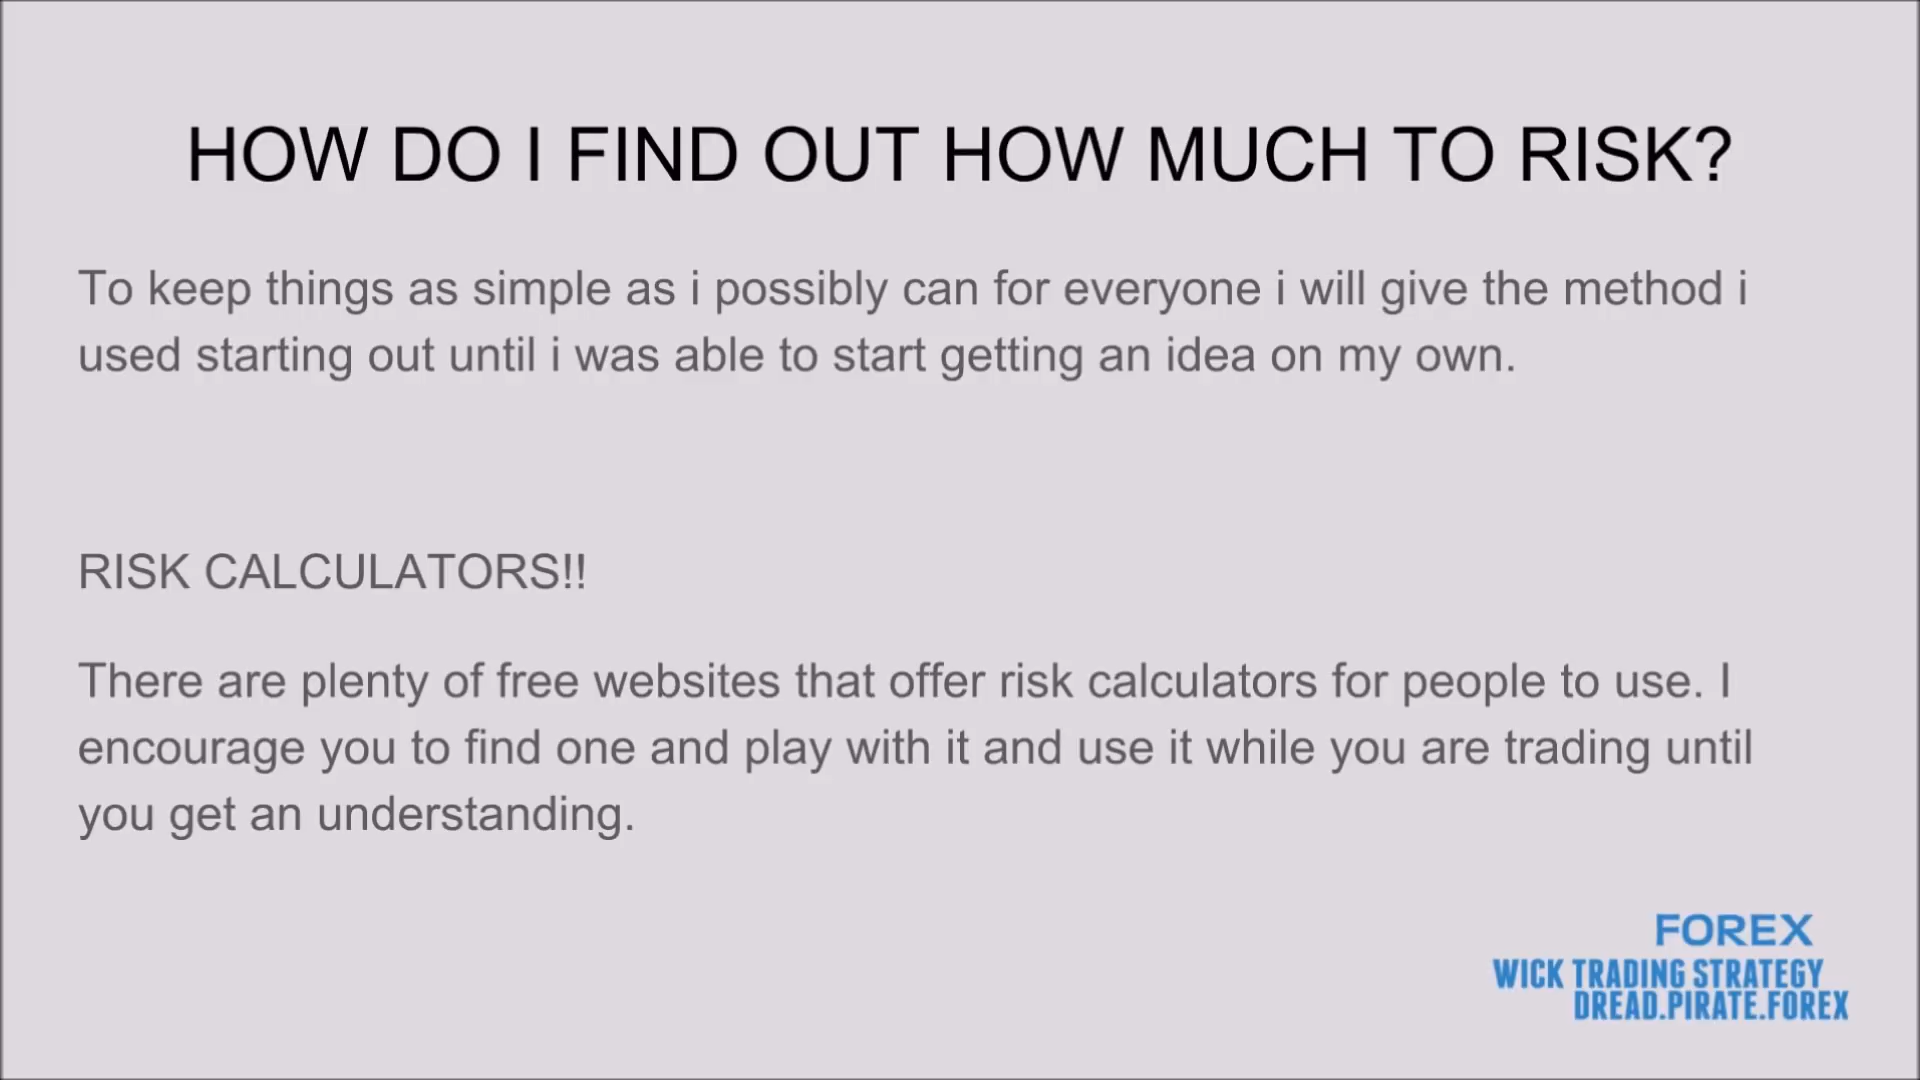 HOW DO I FIND OUT HOW MUCH TO RISK?
To keep things as simple as i possibly can for everyone i will give the method i
used starting out until i was able to start getting an idea on my own.
RISK CALCULATORS!!
There are plenty of free websites that offer risk calculators for people to use. I
encourage you to find one and play with it and use it while you are trading until
you get an understanding.
FOREX
WICK TRADING STRATEGY
DREAD.PIRATE.FOREX